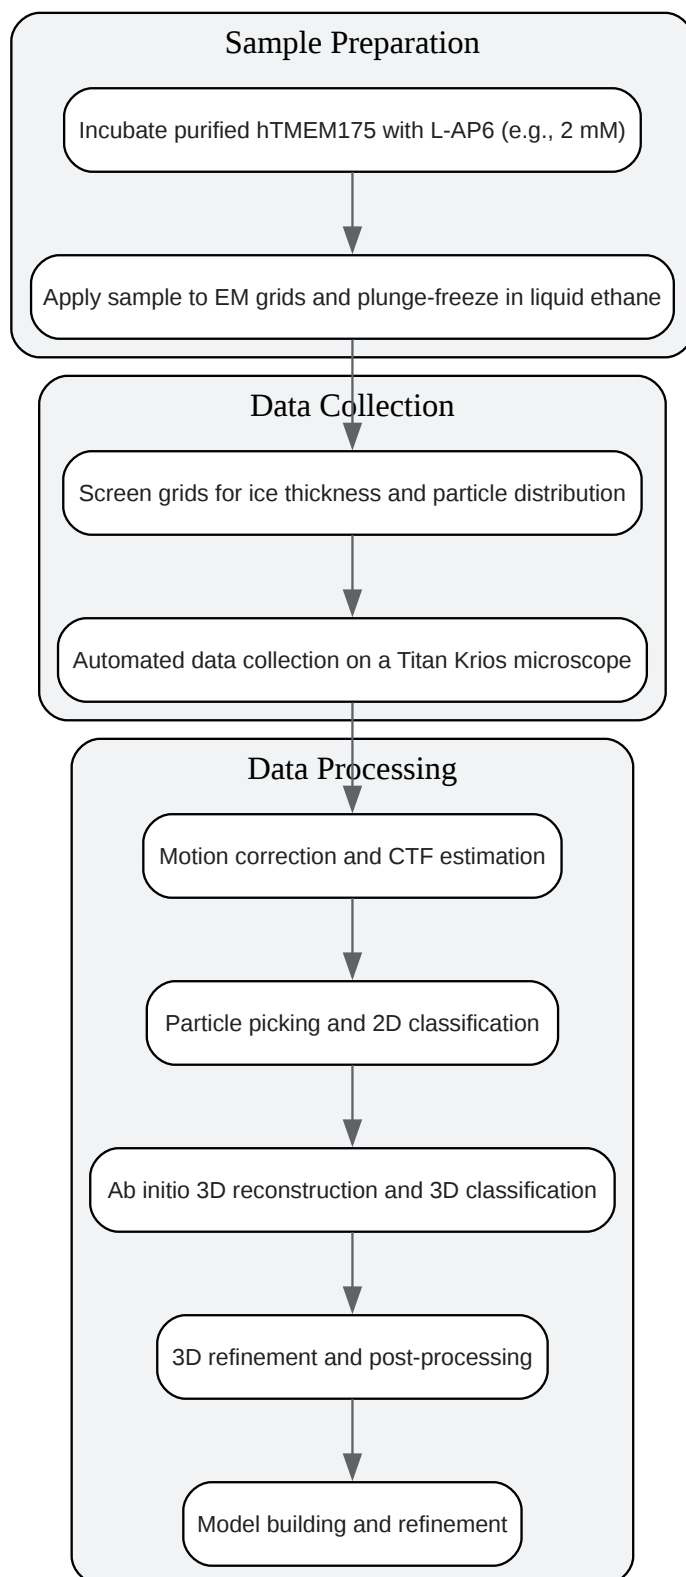 Sample Preparation
Incubate purified hTMEM175 with L-AP6 (e.g., 2 mM)
Apply sample to EM grids and plunge-freeze in liquid ethane
Data Collection
Screen grids for ice thickness and particle distribution
Automated data collection on a Titan Krios microscope
Data Processing
Motion correction and CTF estimation
Particle picking and 2D classification
Ab initio 3D reconstruction and 3D classification
3D refinement and post-processing
Model building and refinement